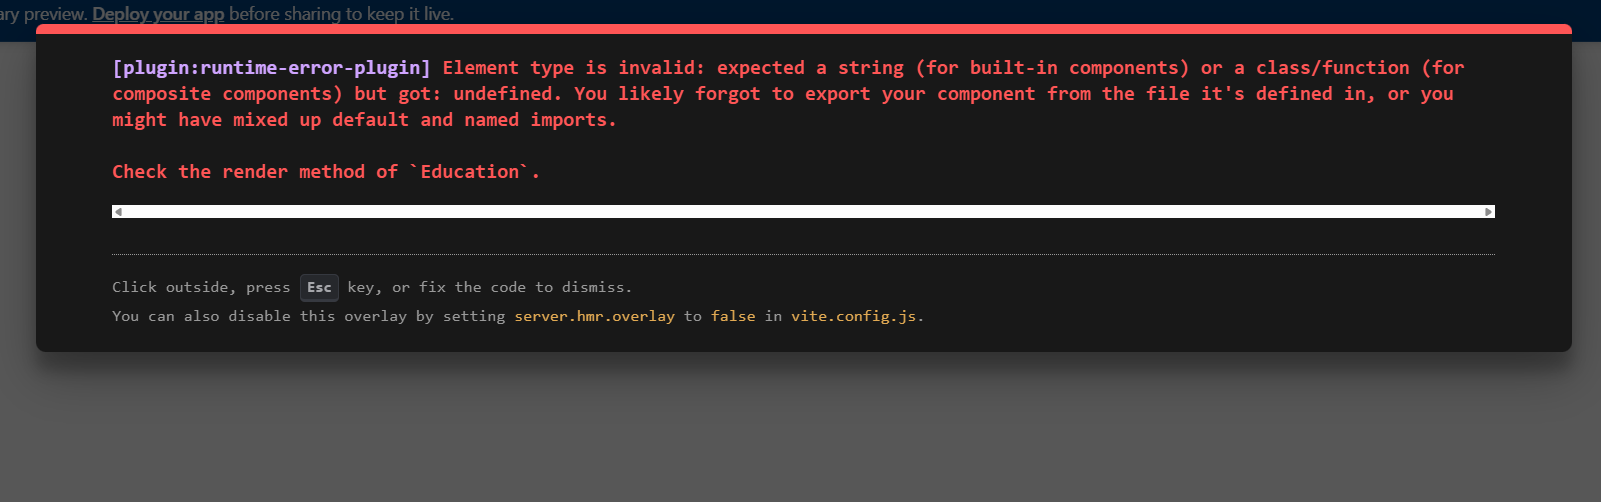 ary preview. Deploy your app before sharing to keep it live.
[plugin:runtime-error-plugin] Element type is invalid: expected a string (for built-in components) or a class/function (for
composite components) but got: undefined. You likely forgot to export your component from the file it's defined in, or you
might have mixed up default and named imports.
Check the render method of `Education`.
Click outside, press Esc key, or fix the code to dismiss.
You can also disable this overlay by setting server.hmr.overlay to false in vite.config.js.